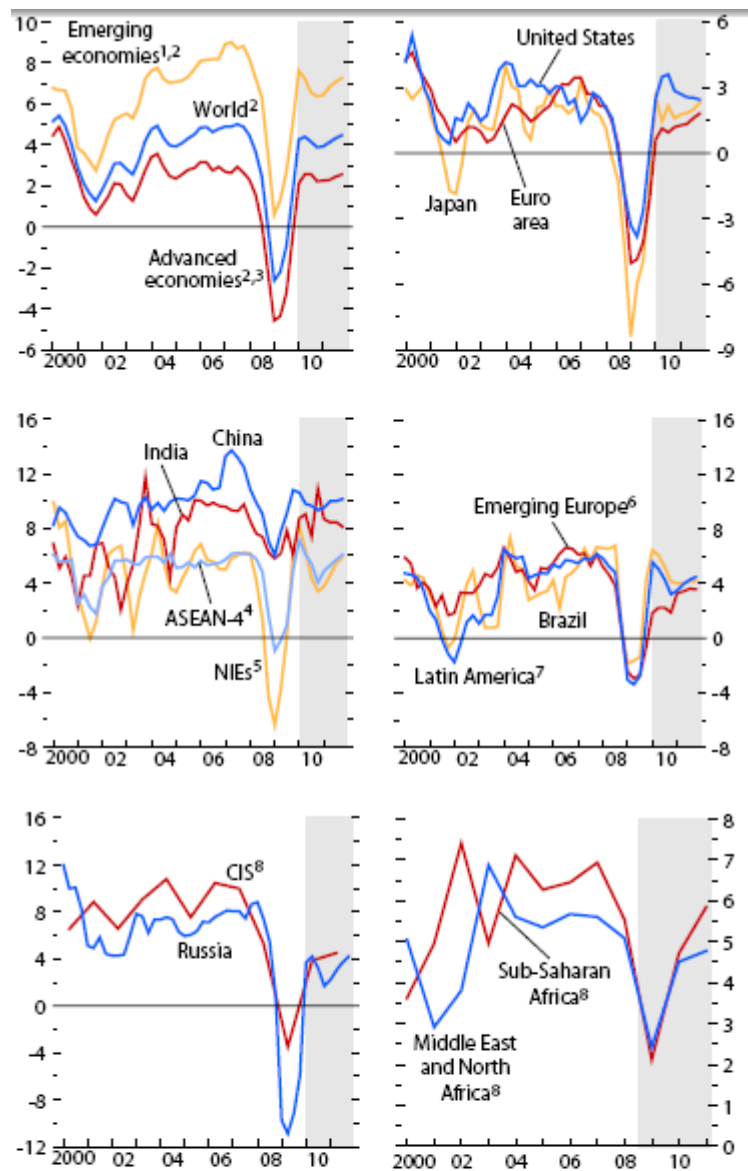 10
8
6
4
2
0
-2
-4
-6
Emerging
economies1,2
World2
Advanced
economies2,3
2000 02 04 06 08 10
6
3
0
-3
-6
-9
United States
Japan
Euro
area
2000 02 04 06 08 10
16
12
8
4
0
-4
-8
China
India
ASEAN-44
NIEs5
2000 02 04 06 08 10
16
12
8
4
0
-4
-8
Emerging Europe6
Brazil
Latin America7
2000 02 04 06 08 10
16
12
8
4
0
-4
-8
-12
CIS8
Russia
2000 02 04 06 08 10
8
7
6
5
4
3
2
1
0
Sub-Saharan
Africa8
Middle East
and North
Africa8
2000 02 04 06 08 10